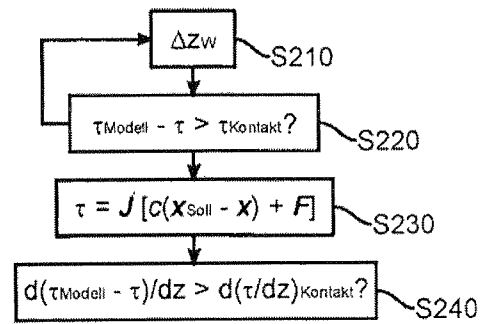 Δzw
S210
τModell - τ > τKontakt?
S220
τ = J [c(xSoll - x) + F]
S230
d(τModell - τ)/dz > d(τ/dz)Kontakt?
S240